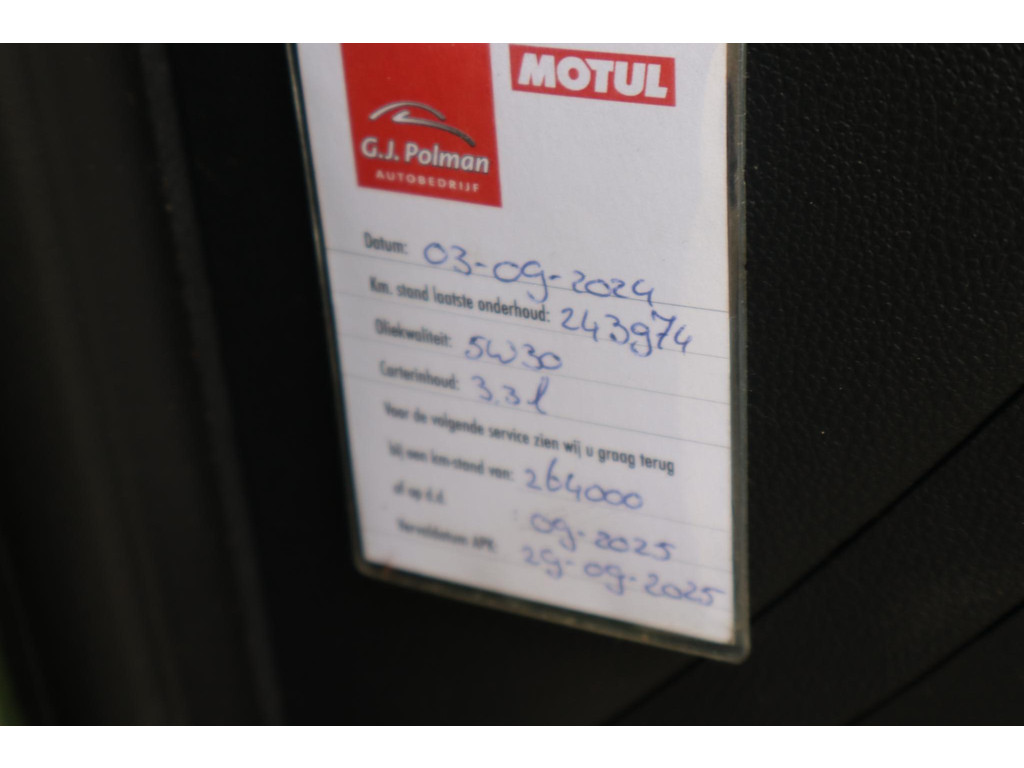 MOTUL
G.J. Polman
AUTOBEDRIJF
Datum: 03-09-2024
Km. stand laatste onderhoud: 243974
Oliekwaliteit: 5W30
Carterinhoud: 3.3l
Voor de volgende service zien wij u graag terug
bij een km-stand van: 264000
of op d.d. 09-2025
Vervaldatum APK: 29-09-2025